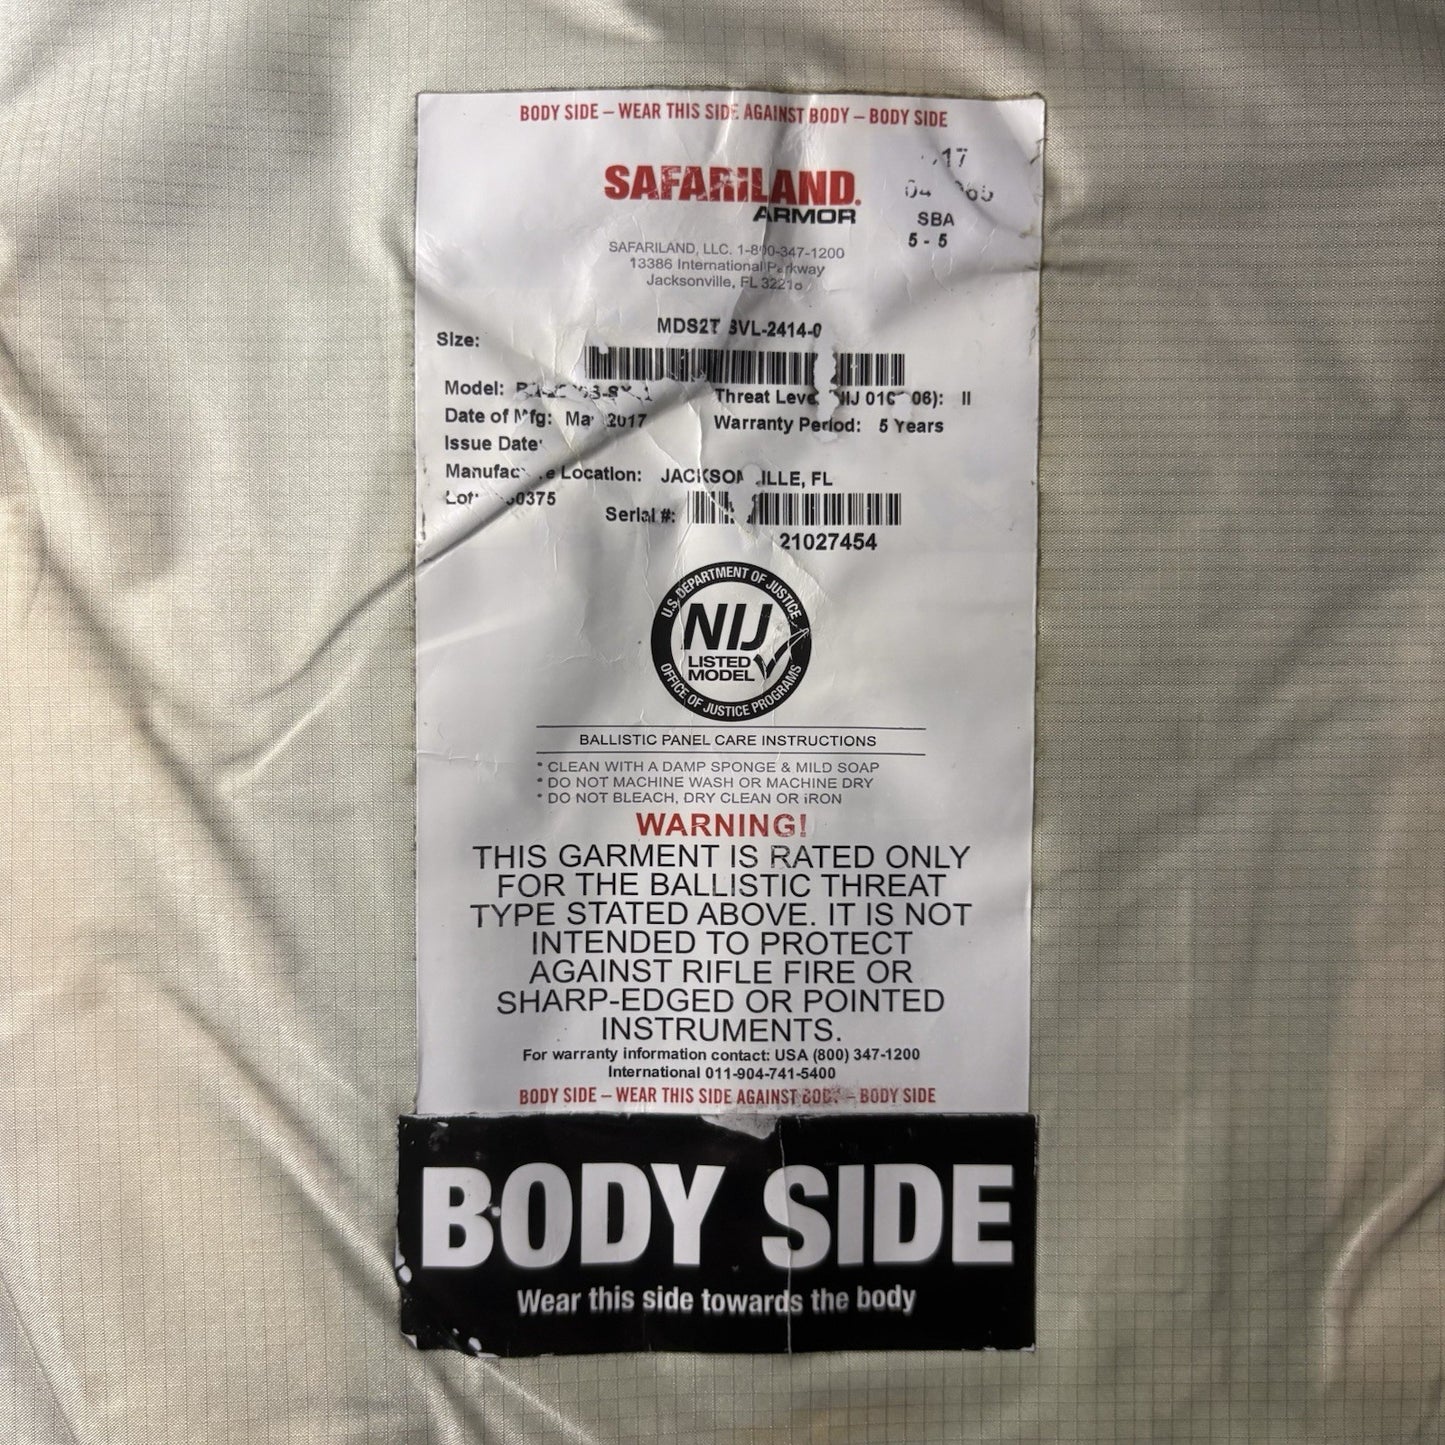 BODY SIDE – WEAR THIS SIDE AGAINST BODY – BODY SIDE
17
SAFARILAND
ARMOR
SBA
5 - 5
SAFARILAND, LLC. 1-800-347-1200
13386 International Parkway
Jacksonville, FL
Size:
Model:
Threat Level II
Date of Mfg: 2017
Warranty Period: 5 Years
Issue Date
Location: JACKSONVILLE, FL
Lot
Serial #:
21027454
U.S. DEPARTMENT OF JUSTICE
NIJ
LISTED
MODEL
OFFICE OF JUSTICE PROGRAMS
BALLISTIC PANEL CARE INSTRUCTIONS
* CLEAN WITH A DAMP SPONGE & MILD SOAP
* DO NOT MACHINE WASH OR MACHINE DRY
* DO NOT BLEACH, DRY CLEAN OR IRON
WARNING!
THIS GARMENT IS RATED ONLY
FOR THE BALLISTIC THREAT
TYPE STATED ABOVE. IT IS NOT
INTENDED TO PROTECT
AGAINST RIFLE FIRE OR
SHARP-EDGED OR POINTED
INSTRUMENTS.
For warranty information contact: USA (800) 347-1200
International 011-904-741-5400
BODY SIDE – WEAR THIS SIDE AGAINST BODY – BODY SIDE
BODY SIDE
Wear this side towards the body